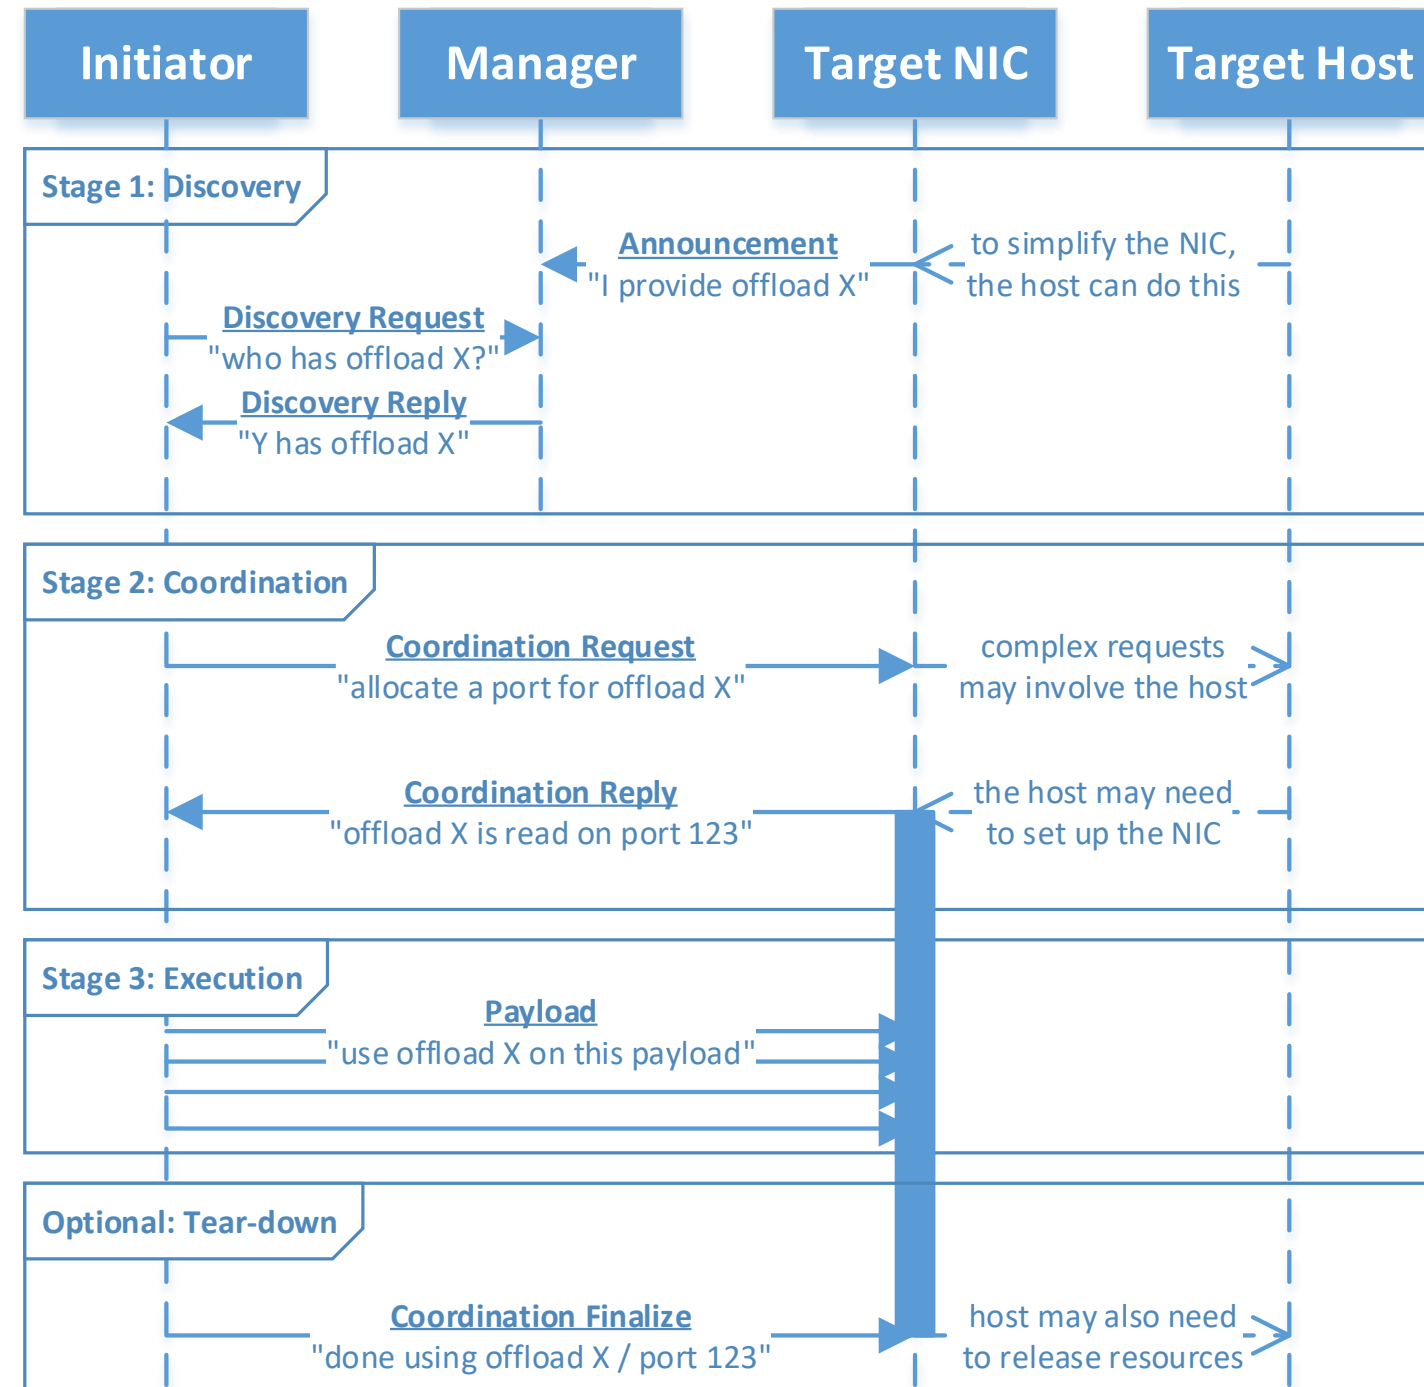 Initiator
Manager
Target NIC
Target Host
Stage 1: Discovery
Announcement
"I provide offload X"
to simplify the NIC,
the host can do this
Discovery Request
"who has offload X?"
Discovery Reply
"Y has offload X"
Stage 2: Coordination
Coordination Request
"allocate a port for offload X"
complex requests
may involve the host
Coordination Reply
"offload X is read on port 123"
the host may need
to set up the NIC
Stage 3: Execution
Payload
"use offload X on this payload"
Optional: Tear-down
Coordination Finalize
"done using offload X / port 123"
host may also need
to release resources